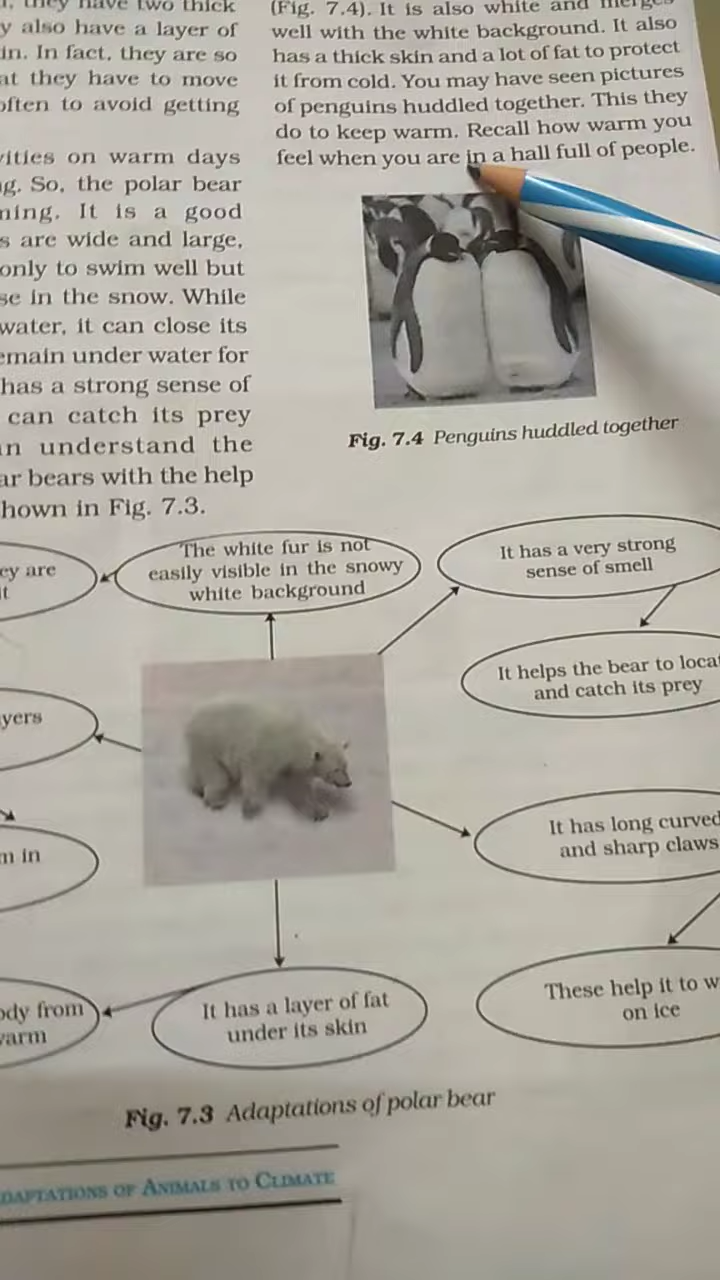 they have two thick
also have a layer of
in. In fact, they are so
at they have to move
often to avoid getting
vities on warm days
g. So, the polar bear
ning. It is a good
s are wide and large,
only to swim well but
se in the snow. While
water, it can close its
emain under water for
has a strong sense of
can catch its prey
n understand the
ar bears with the help
hown in Fig. 7.3.
(Fig. 7.4). It is also white and merges
well with the white background. It also
has a thick skin and a lot of fat to protect
it from cold. You may have seen pictures
of penguins huddled together. This they
do to keep warm. Recall how warm you
feel when you are in a hall full of people.
Fig. 7.4 Penguins huddled together
ey are
it
The white fur is not
easily visible in the snowy
white background
It has a very strong
sense of smell
It helps the bear to loca
and catch its prey
yers
It has long curved
and sharp claws
m in
These help it to w
on ice
ody from
warm
It has a layer of fat
under its skin
Fig. 7.3 Adaptations of polar bear
DAPTATIONS OF ANIMALS TO CLIMATE